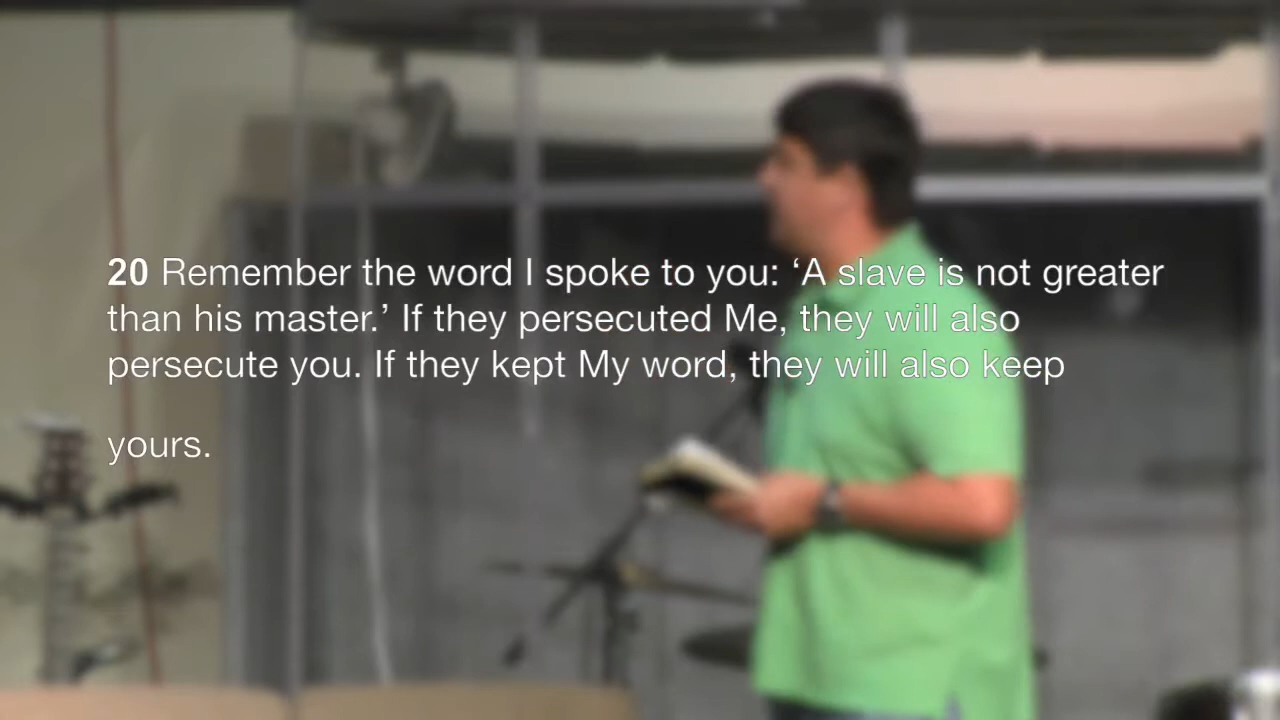 20 Remember the word I spoke to you: ‘A slave is not greater
than his master.’ If they persecuted Me, they will also
persecute you. If they kept My word, they will also keep
yours.